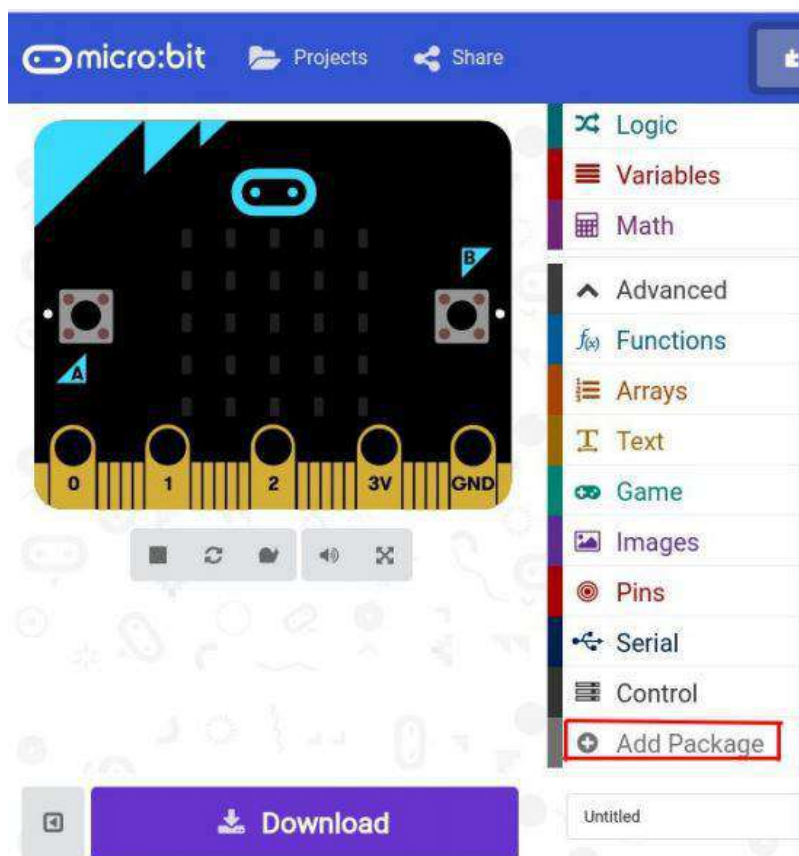 micro:bit Projects Share
Logic
Variables
Math
B
Advanced
f(x) Functions
A
Arrays
Text
0 1 2 3V GND
Game
Images
Pins
Serial
Control
Add Package
Download
Untitled